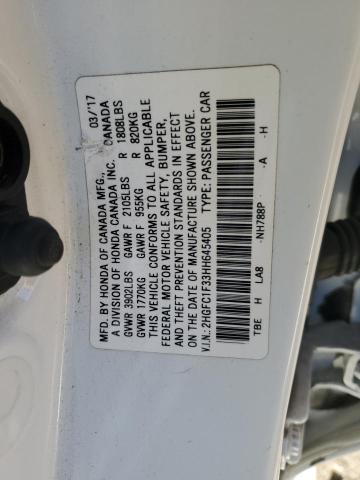 MFD. BY HONDA OF CANADA MFG., 03/'17
A DIVISION OF HONDA CANADA INC. CANADA
GVWR 3902LBS GAWR F 2105LBS R 1808LBS
GVWR 1770KG GAWR F 955KG R 820KG
THIS VEHICLE CONFORMS TO ALL APPLICABLE
FEDERAL MOTOR VEHICLE SAFETY, BUMPER,
AND THEFT PREVENTION STANDARDS IN EFFECT
ON THE DATE OF MANUFACTURE SHOWN ABOVE.
V.I.N.: 2HGFC1F33HH645405 TYPE: PASSENGER CAR
TBE H LA8 NH788P A H